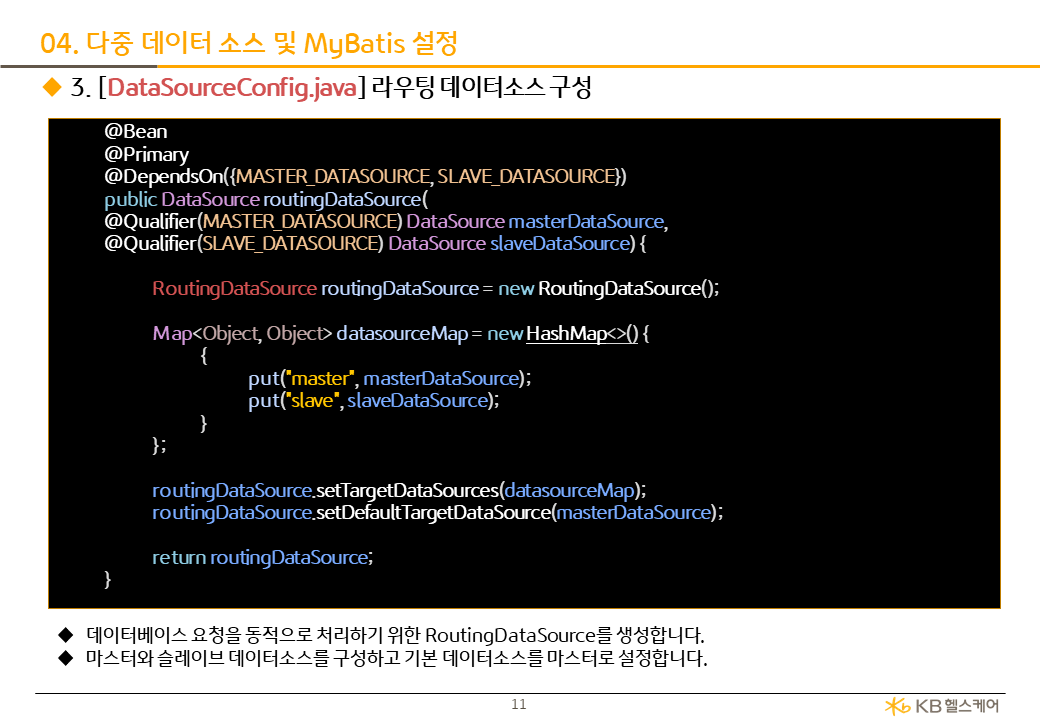 04. 다중 데이터 소스 및 MyBatis 설정
◆ 3. [DataSourceConfig.java] 라우팅 데이터소스 구성
@Bean
@Primary
@DependsOn({MASTER_DATASOURCE, SLAVE_DATASOURCE})
public DataSource routingDataSource(
@Qualifier(MASTER_DATASOURCE) DataSource masterDataSource,
@Qualifier(SLAVE_DATASOURCE) DataSource slaveDataSource) {
RoutingDataSource routingDataSource = new RoutingDataSource();
Map<Object, Object> datasourceMap = new HashMap<>() {
{
put("master", masterDataSource);
put("slave", slaveDataSource);
}
};
routingDataSource.setTargetDataSources(datasourceMap);
routingDataSource.setDefaultTargetDataSource(masterDataSource);
return routingDataSource;
}
◆ 데이터베이스 요청을 동적으로 처리하기 위한 RoutingDataSource를 생성합니다.
◆ 마스터와 슬레이브 데이터소스를 구성하고 기본 데이터소스를 마스터로 설정합니다.
11
KB헬스케어